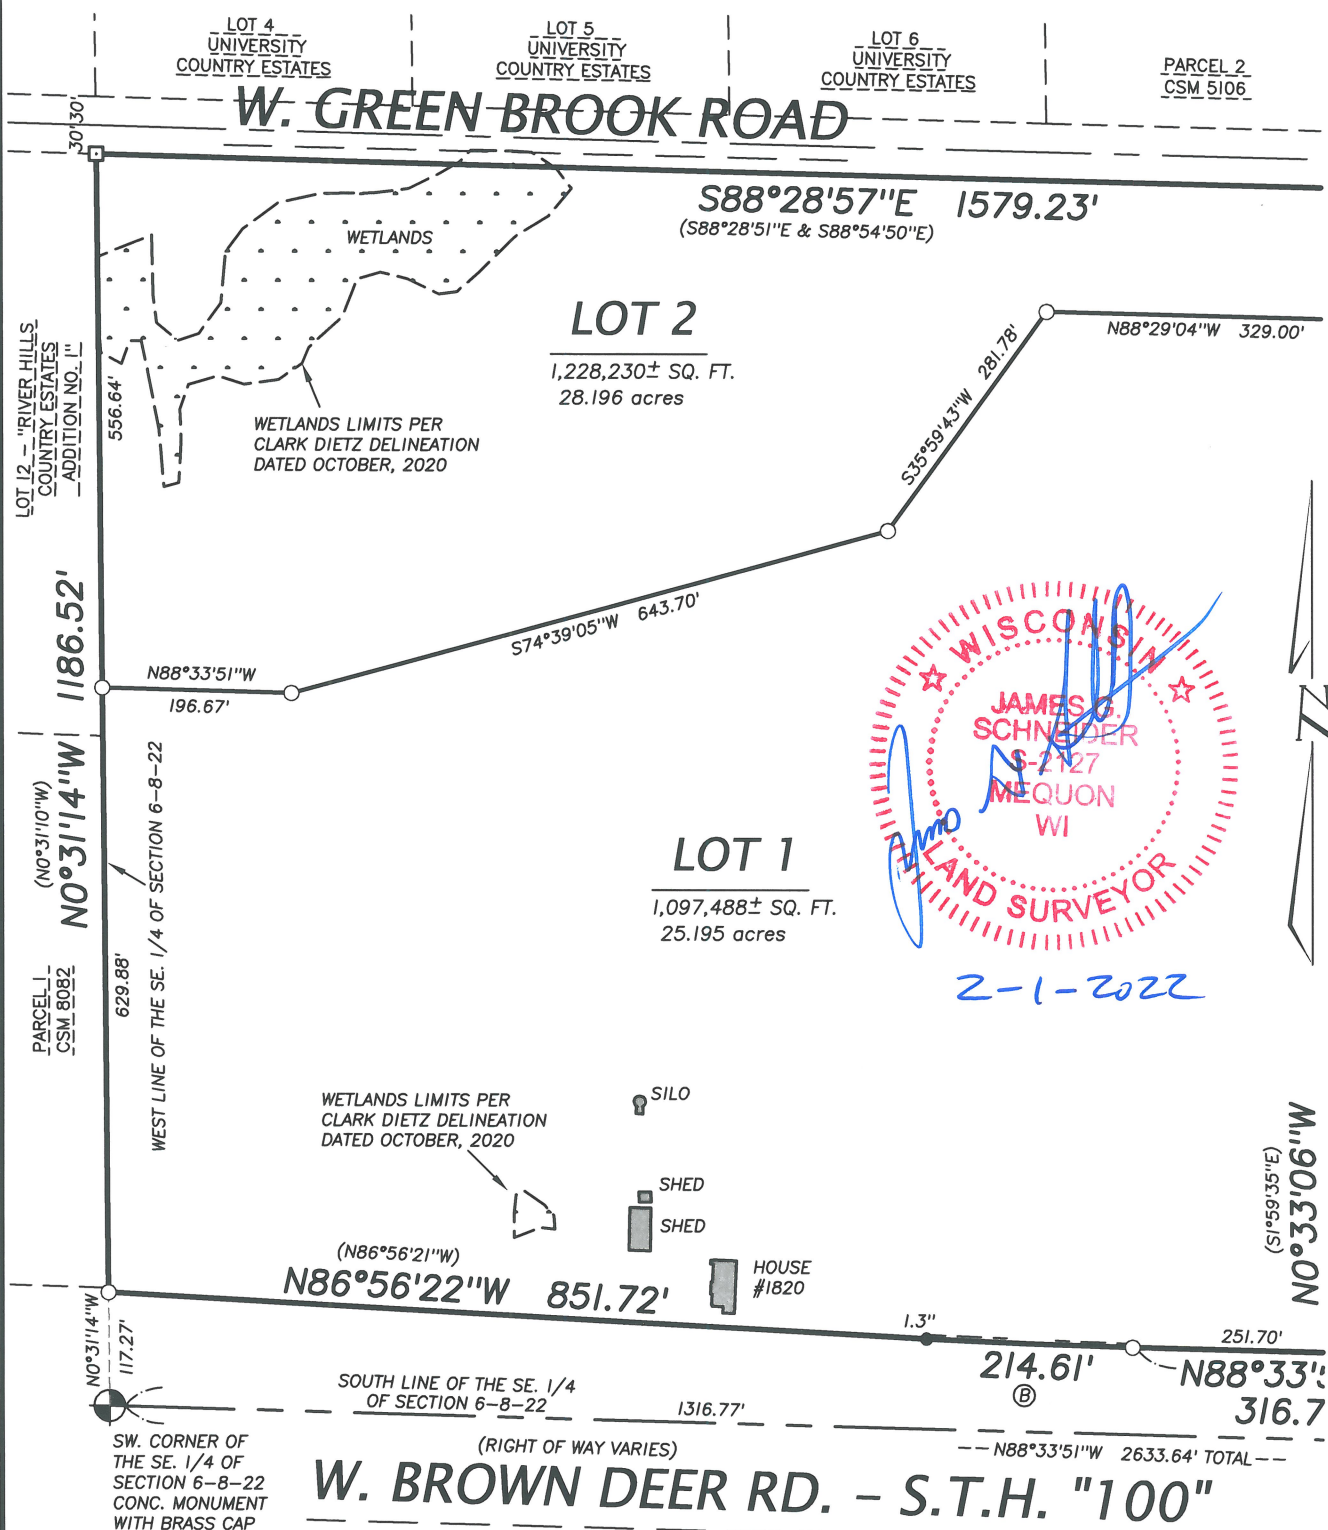 LOT 4
UNIVERSITY
COUNTRY ESTATES
LOT 5
UNIVERSITY
COUNTRY ESTATES
LOT 6
UNIVERSITY
COUNTRY ESTATES
PARCEL 2
CSM 5106
W. GREEN BROOK ROAD
30' 30'
S88°28'57"E 1579.23'
(S88°28'51"E & S88°54'50"E)
WETLANDS
LOT 2
1,228,230± SQ. FT.
28.196 acres
N88°29'04"W 329.00'
S35°59'43"W 281.78'
WETLANDS LIMITS PER
CLARK DIETZ DELINEATION
DATED OCTOBER, 2020
LOT 12 - "RIVER HILLS
COUNTRY ESTATES
ADDITION NO. 1"
556.64'
S74°39'05"W 643.70'
N88°33'51"W
196.67'
(N0°31'10"W)
N0°31'14"W 1186.52'
WEST LINE OF THE SE. 1/4 OF SECTION 6-8-22
629.88'
PARCEL 1
CSM 8082
WISCONSIN
JAMES G.
SCHNEIDER
S-2127
MEQUON
WI
LAND SURVEYOR
2-1-2022
N
LOT 1
1,097,488± SQ. FT.
25.195 acres
SILO
WETLANDS LIMITS PER
CLARK DIETZ DELINEATION
DATED OCTOBER, 2020
SHED
SHED
HOUSE
#1820
(S1°59'35"E)
N0°33'06"W
(N86°56'21"W)
N86°56'22"W 851.72'
1.3"
214.61'
B
251.70'
N88°33'5
316.7
N0°31'14"W
117.27'
SOUTH LINE OF THE SE. 1/4
OF SECTION 6-8-22
1316.77'
SW. CORNER OF
THE SE. 1/4 OF
SECTION 6-8-22
CONC. MONUMENT
WITH BRASS CAP
(RIGHT OF WAY VARIES)
N88°33'51"W 2633.64' TOTAL
W. BROWN DEER RD. - S.T.H. "100"